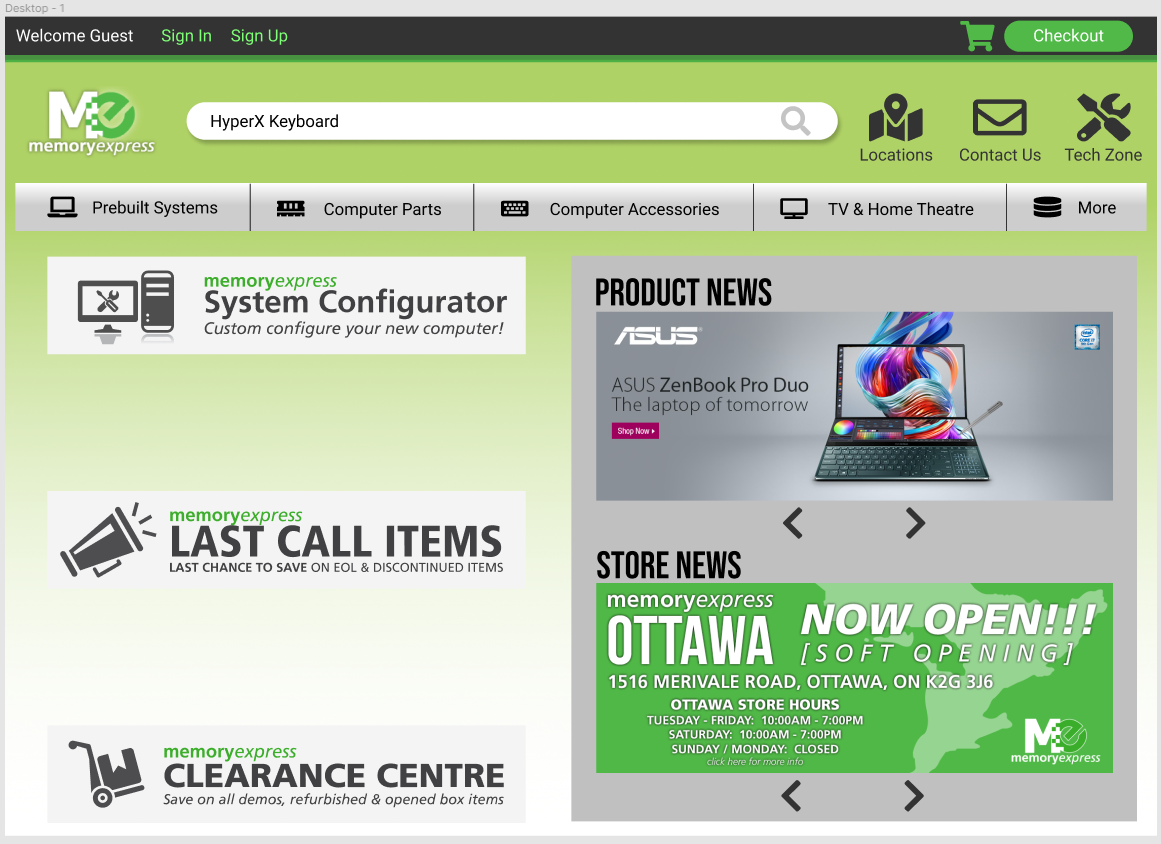 Desktop - 1
Welcome Guest Sign In Sign Up Checkout
Me
memoryexpress
HyperX Keyboard
Locations Contact Us Tech Zone
Prebuilt Systems Computer Parts Computer Accessories TV & Home Theatre More
memoryexpress
System Configurator
Custom configure your new computer!
memoryexpress
LAST CALL ITEMS
LAST CHANCE TO SAVE ON EOL & DISCONTINUED ITEMS
memoryexpress
CLEARANCE CENTRE
Save on all demos, refurbished & opened box items
PRODUCT NEWS
ASUS
ASUS ZenBook Pro Duo
The laptop of tomorrow
Shop Now
STORE NEWS
memoryexpress
OTTAWA
NOW OPEN!!!
[SOFT OPENING]
1516 MERIVALE ROAD, OTTAWA, ON K2G 3J6
OTTAWA STORE HOURS
TUESDAY - FRIDAY: 10:00AM - 7:00PM
SATURDAY: 10:00AM - 7:00PM
SUNDAY / MONDAY: CLOSED
click here for more info
Me
memoryexpress